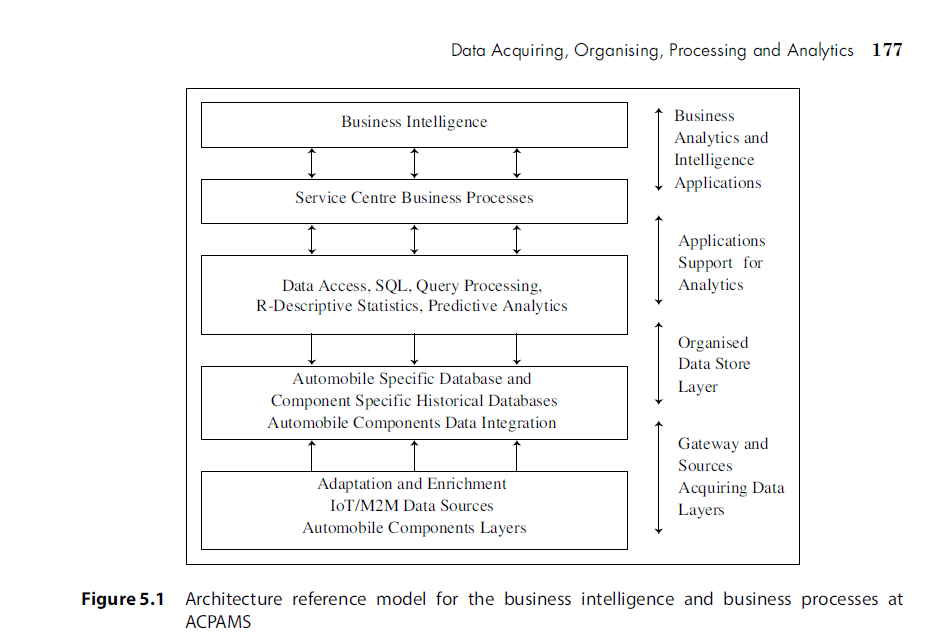 Data Acquiring, Organising, Processing and Analytics 177
Business Intelligence
Service Centre Business Processes
Data Access, SQL, Query Processing,
R-Descriptive Statistics, Predictive Analytics
Automobile Specific Database and
Component Specific Historical Databases
Automobile Components Data Integration
Adaptation and Enrichment
IoT/M2M Data Sources
Automobile Components Layers
Business
Analytics and
Intelligence
Applications
Applications
Support for
Analytics
Organised
Data Store
Layer
Gateway and
Sources
Acquiring Data
Layers
Figure 5.1 Architecture reference model for the business intelligence and business processes at
ACPAMS